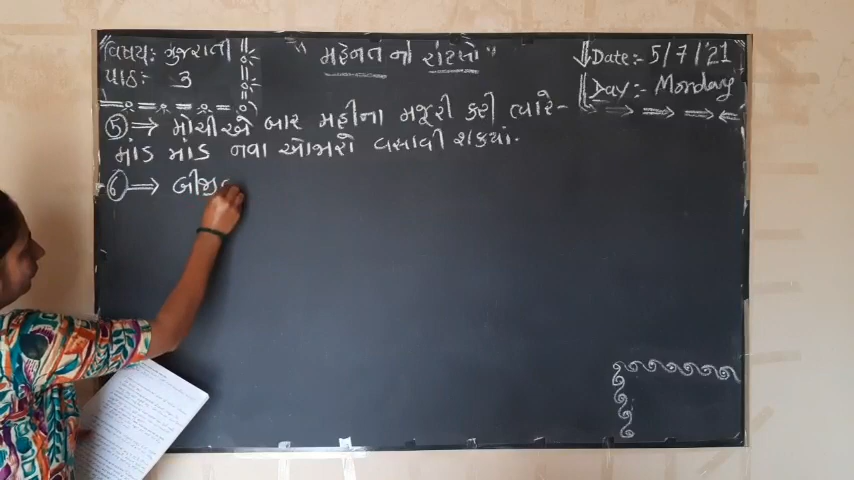 વિષય: ગુજરાતી
પાઠ:- 3
"મહેનત નો રોટલો"
Date:- 5/7/'21
Day:- Monday
5 ⇒ મોચીએ બાર મહીના મજૂરી કરી ત્યારે-
માંડ માંડ નવા ઓજારો વસાવી શક્યાં.
6 ⇒ બીજા